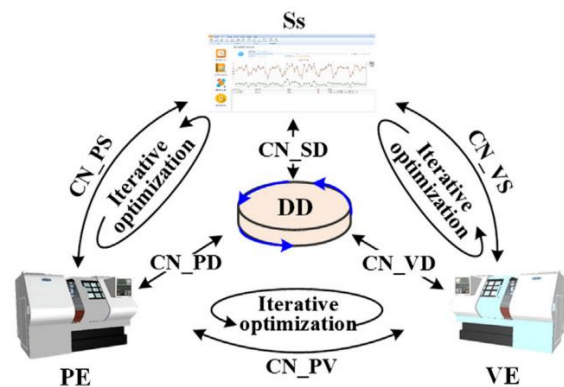 Ss
CN_PS
Iterative
optimization
CN_SD
Iterative
optimization
CN_VS
DD
CN_PD
CN_VD
Iterative
optimization
CN_PV
PE
VE